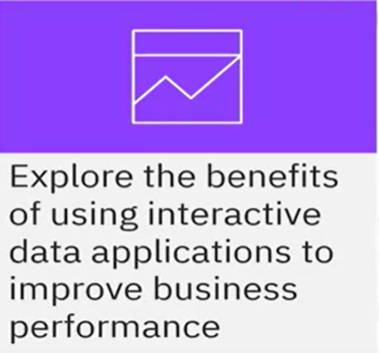 Explore the benefits
of using interactive
data applications to
improve business
performance